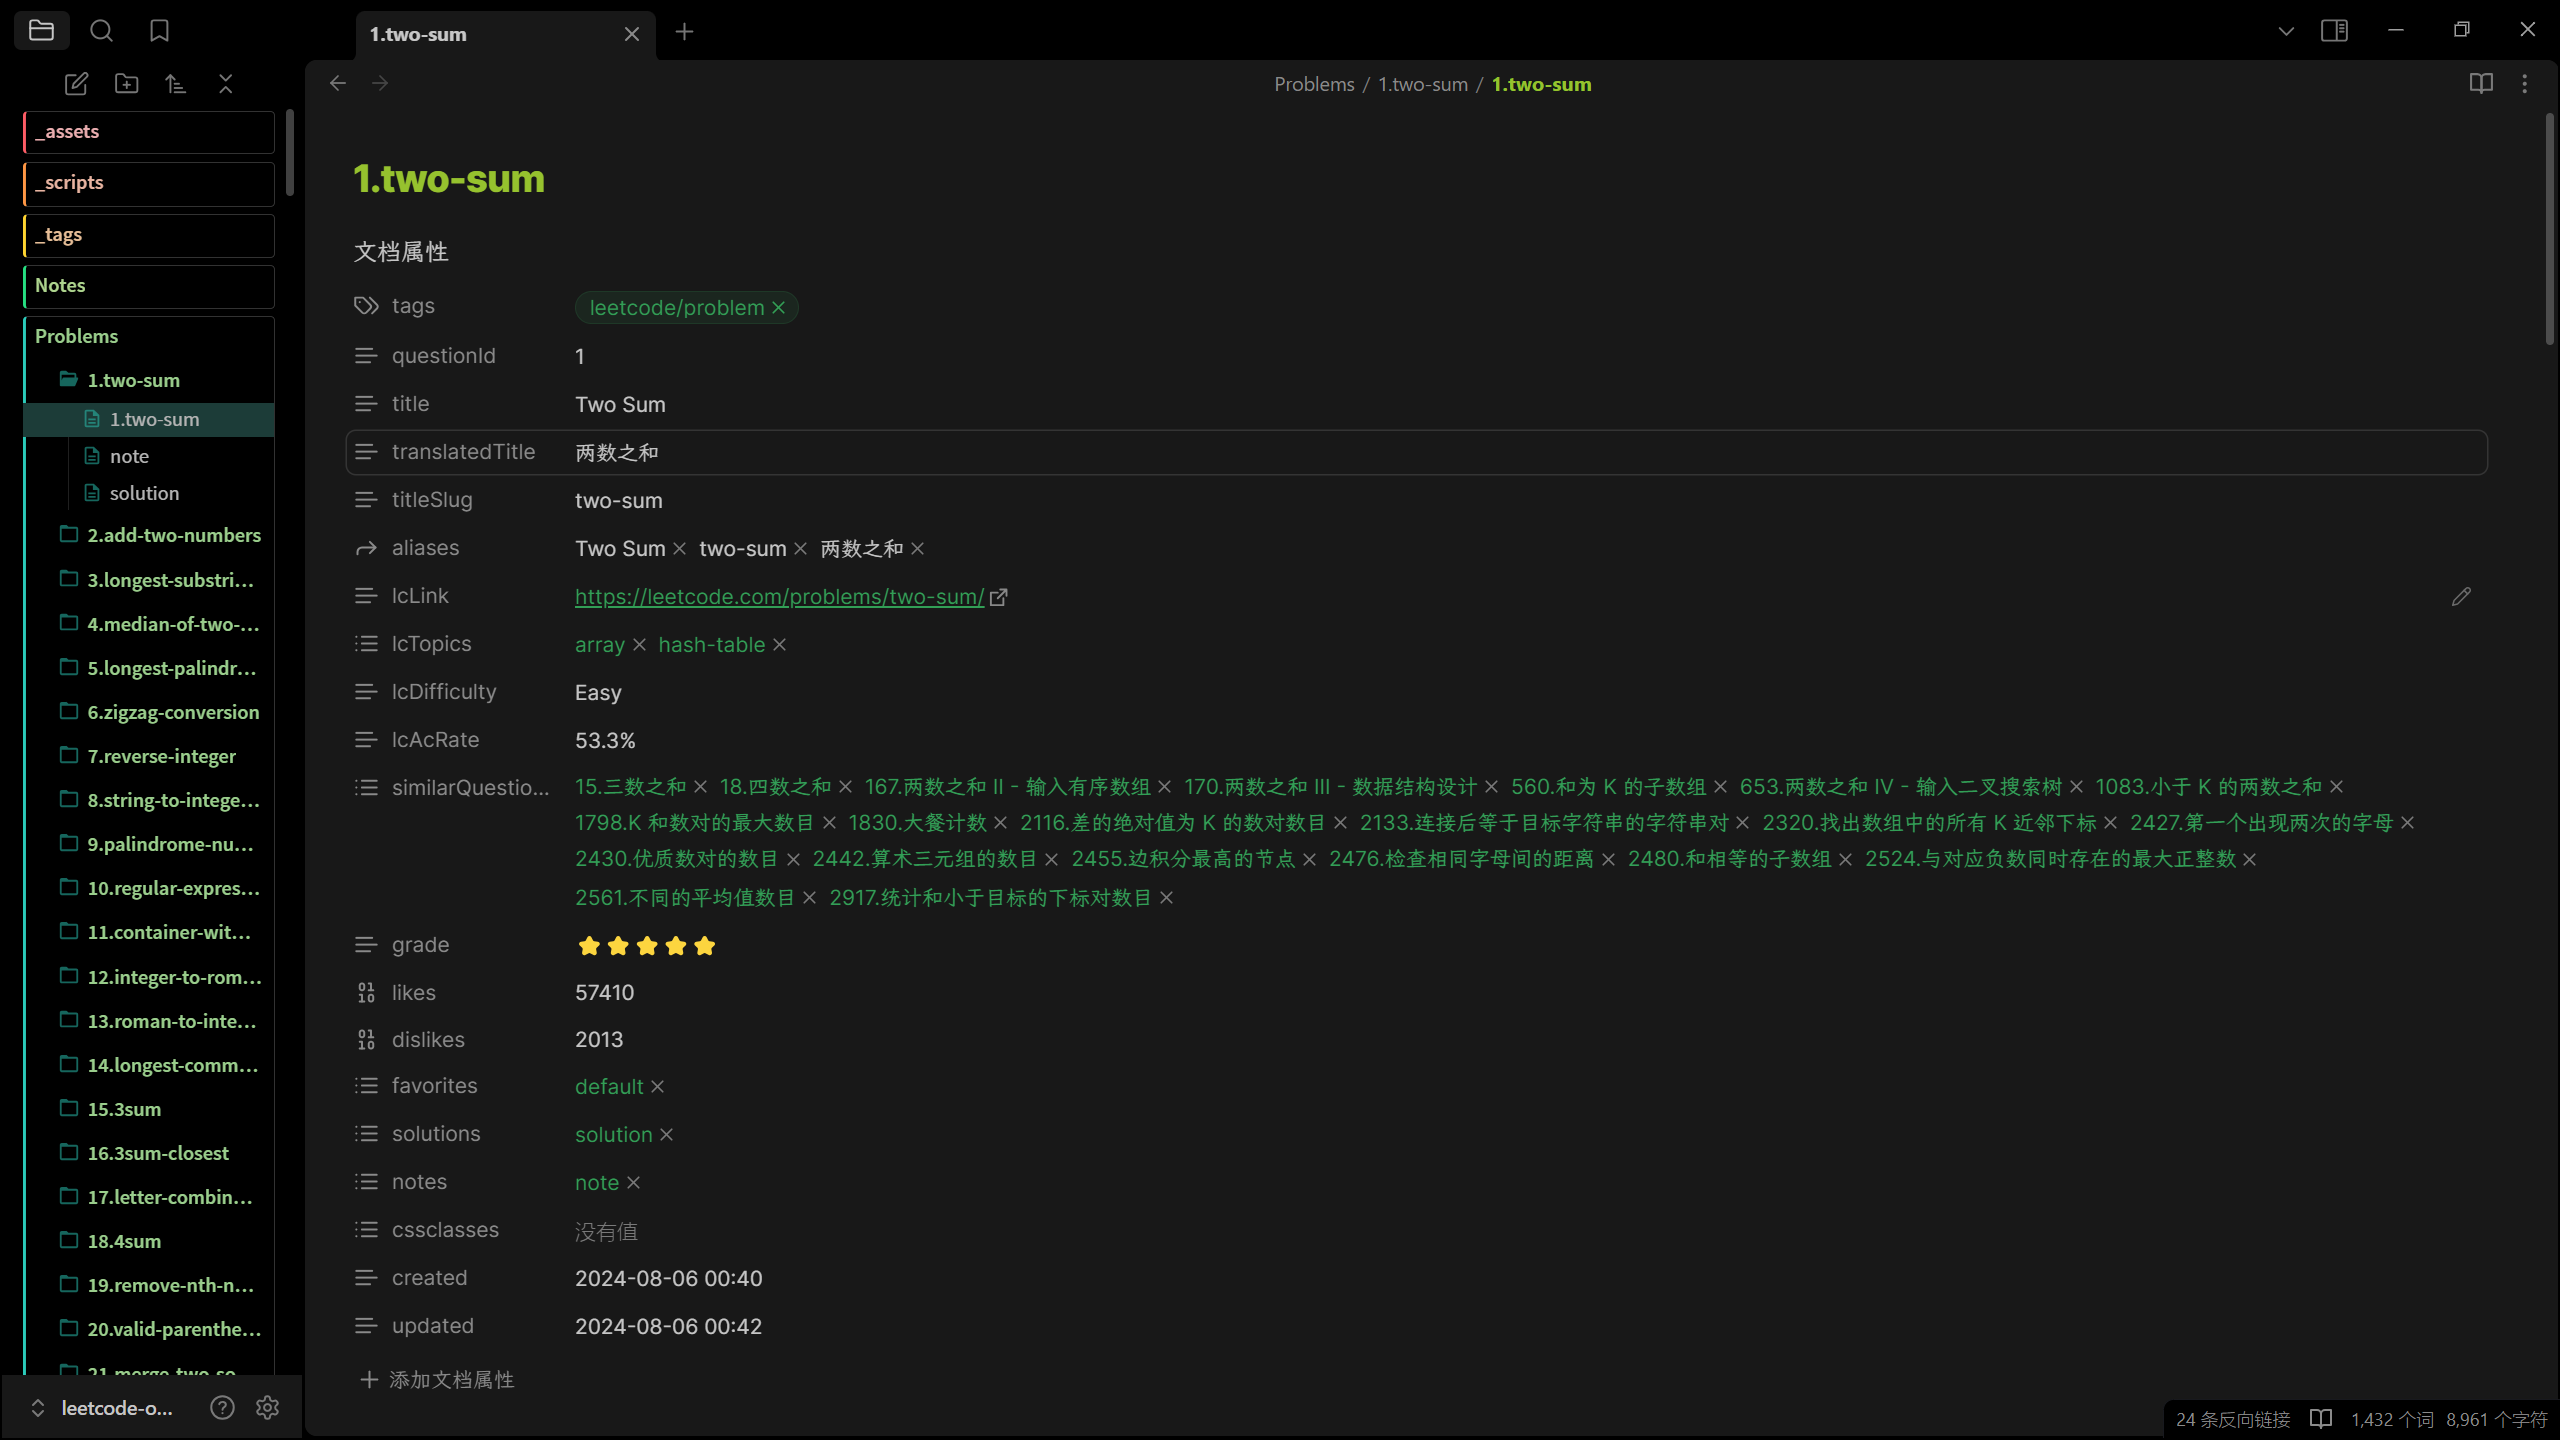 1.two-sum
Problems / 1.two-sum / 1.two-sum
_assets
_scripts
_tags
Notes
Problems
1.two-sum
1.two-sum
note
solution
2.add-two-numbers
3.longest-substri...
4.median-of-two-...
5.longest-palindr...
6.zigzag-conversion
7.reverse-integer
8.string-to-intege...
9.palindrome-nu...
10.regular-expres...
11.container-wit...
12.integer-to-rom...
13.roman-to-inte...
14.longest-comm...
15.3sum
16.3sum-closest
17.letter-combin...
18.4sum
19.remove-nth-n...
20.valid-parenthe...
21.merge-two-so...
leetcode-o...
1.two-sum
文档属性
tags leetcode/problem
questionId 1
title Two Sum
translatedTitle 两数之和
titleSlug two-sum
aliases Two Sum two-sum 两数之和
lcLink https://leetcode.com/problems/two-sum/
lcTopics array hash-table
lcDifficulty Easy
lcAcRate 53.3%
similarQuestio... 15.三数之和 18.四数之和 167.两数之和 II - 输入有序数组 170.两数之和 III - 数据结构设计 560.和为 K 的子数组 653.两数之和 IV - 输入二叉搜索树 1083.小于 K 的两数之和
1798.K 和数对的最大数目 1830.大餐计数 2116.差的绝对值为 K 的数对数目 2133.连接后等于目标字符串的字符串对 2320.找出数组中的所有 K 近邻下标 2427.第一个出现两次的字母
2430.优质数对的数目 2442.算术三元组的数目 2455.边积分最高的节点 2476.检查相同字母间的距离 2480.和相等的子数组 2524.与对应负数同时存在的最大正整数
2561.不同的平均值数目 2917.统计和小于目标的下标对数目
grade
likes 57410
dislikes 2013
favorites default
solutions solution
notes note
cssclasses 没有值
created 2024-08-06 00:40
updated 2024-08-06 00:42
添加文档属性
24 条反向链接 1,432 个词 8,961 个字符